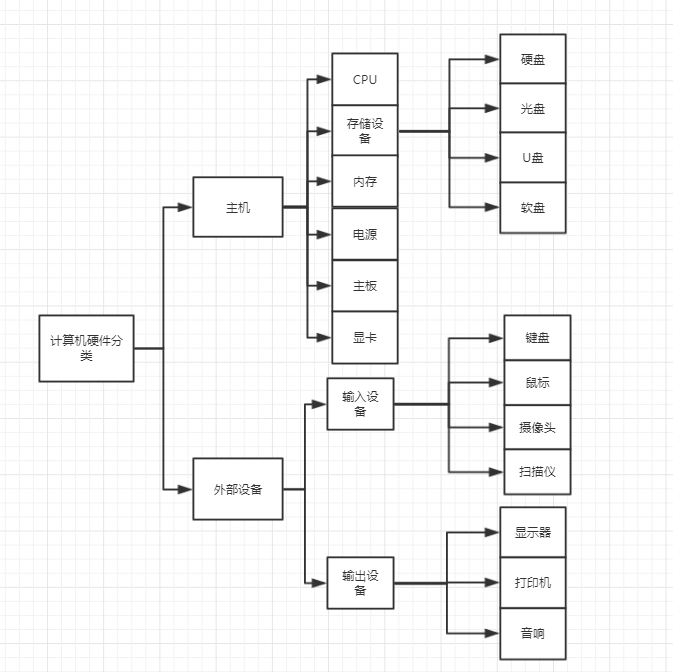 计算机硬件分
类
主机
CPU
存储设
备
内存
电源
主板
显卡
硬盘
光盘
U盘
软盘
外部设备
输入设
备
键盘
鼠标
摄像头
扫描仪
输出设
备
显示器
打印机
音响